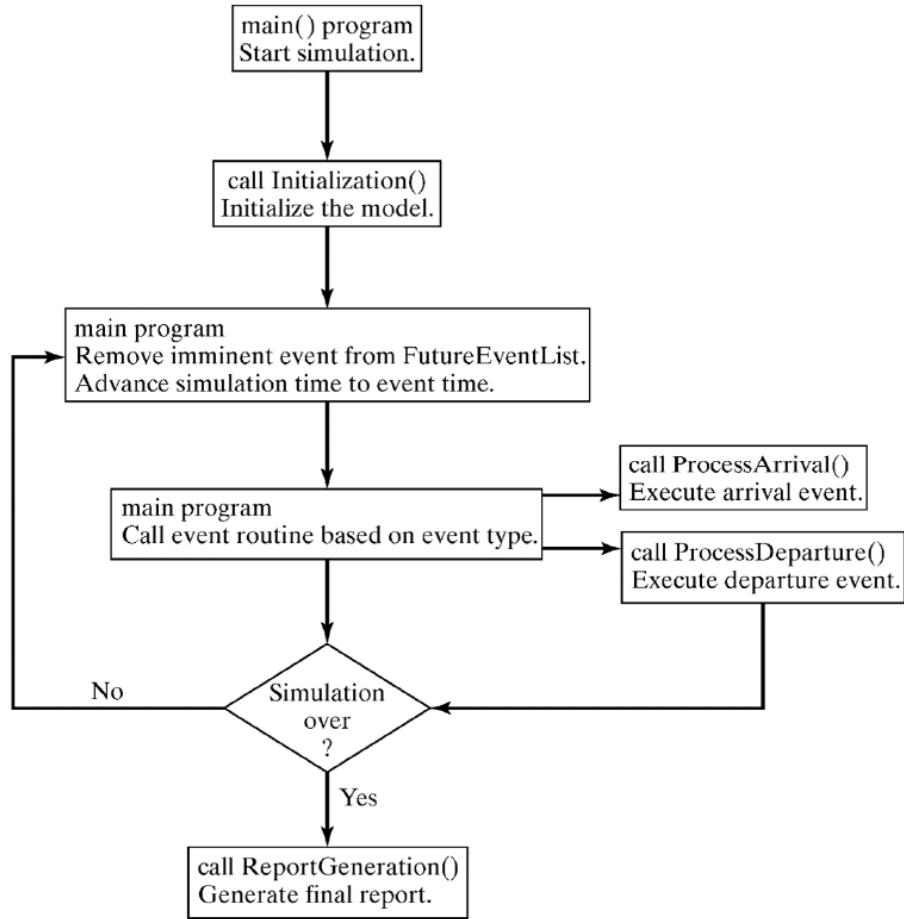 main() program
Start simulation.
call Initialization()
Initialize the model.
main program
Remove imminent event from FutureEventList.
Advance simulation time to event time.
main program
Call event routine based on event type.
call ProcessArrival()
Execute arrival event.
call ProcessDeparture()
Execute departure event.
Simulation
over
?
No
Yes
call ReportGeneration()
Generate final report.